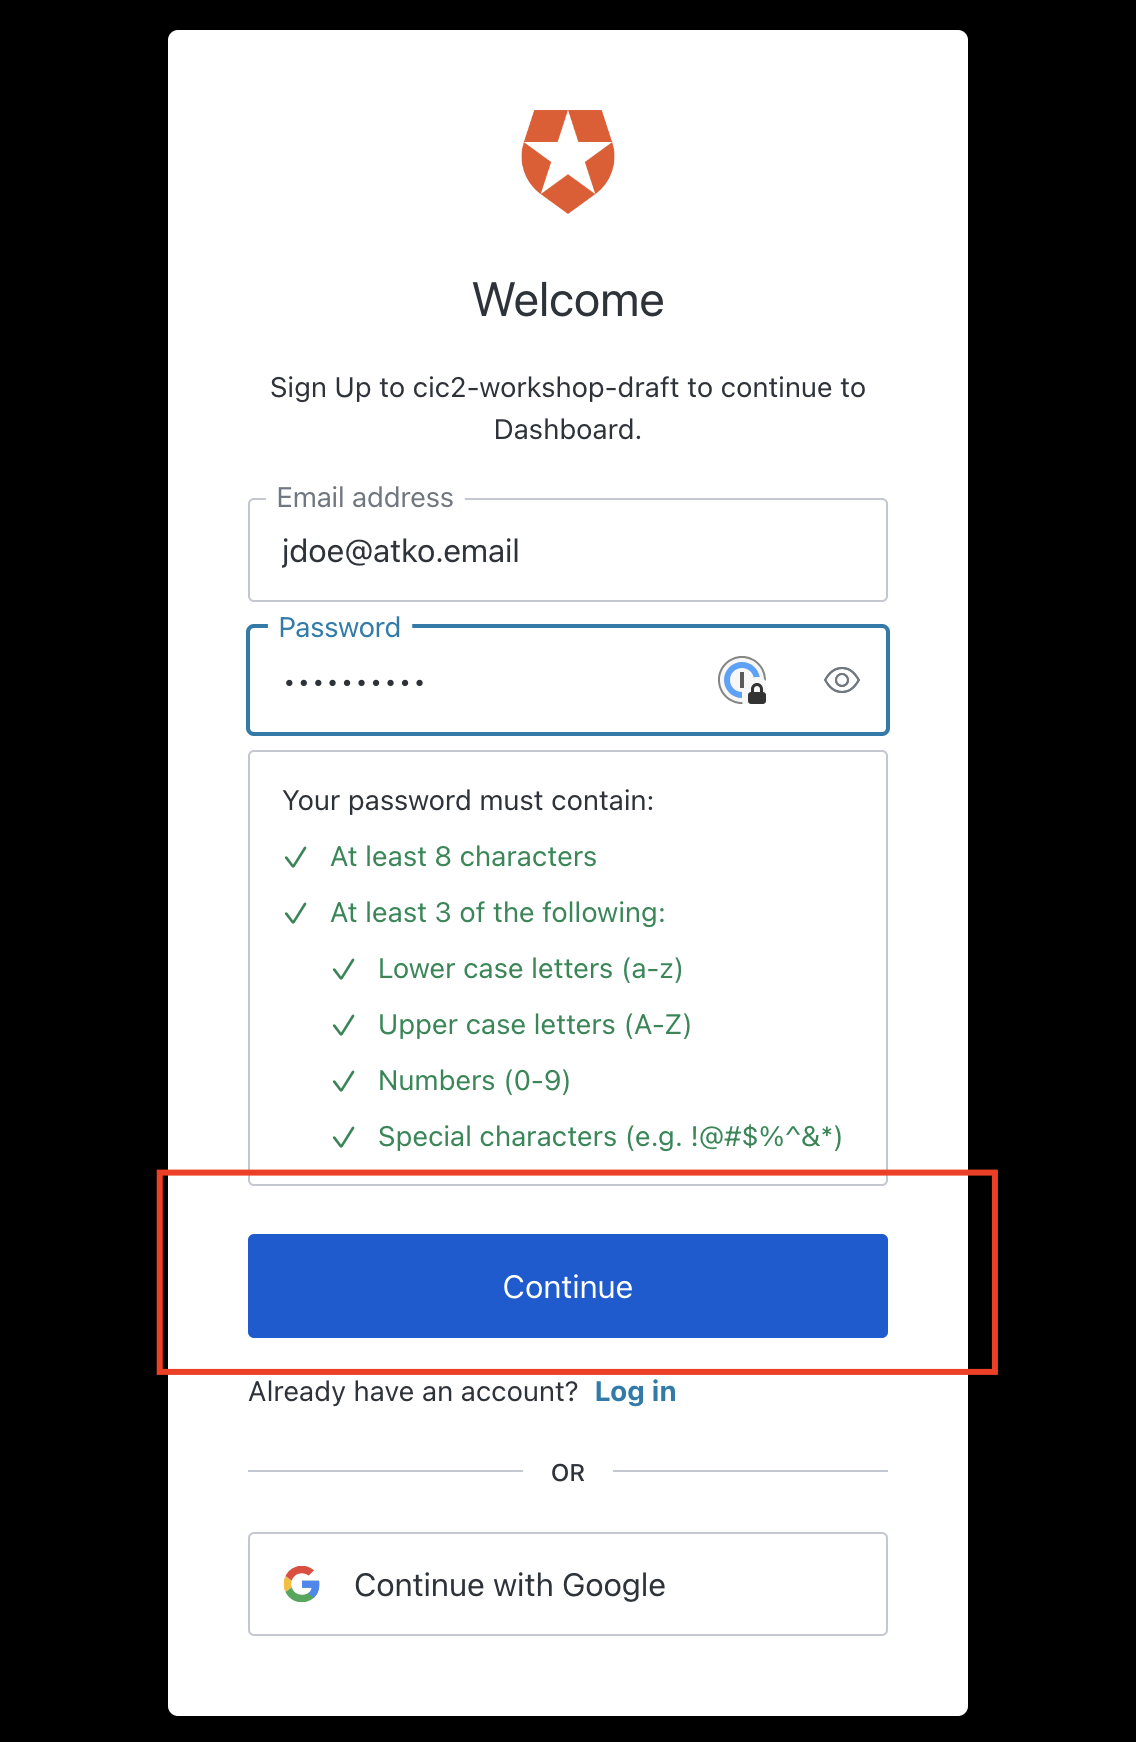 Welcome
Sign Up to cic2-workshop-draft to continue to
Dashboard.
Email address
jdoe@atko.email
Password
••••••••••
Your password must contain:
At least 8 characters
At least 3 of the following:
Lower case letters (a-z)
Upper case letters (A-Z)
Numbers (0-9)
Special characters (e.g. !@#$%^&*)
Continue
Already have an account? Log in
OR
Continue with Google